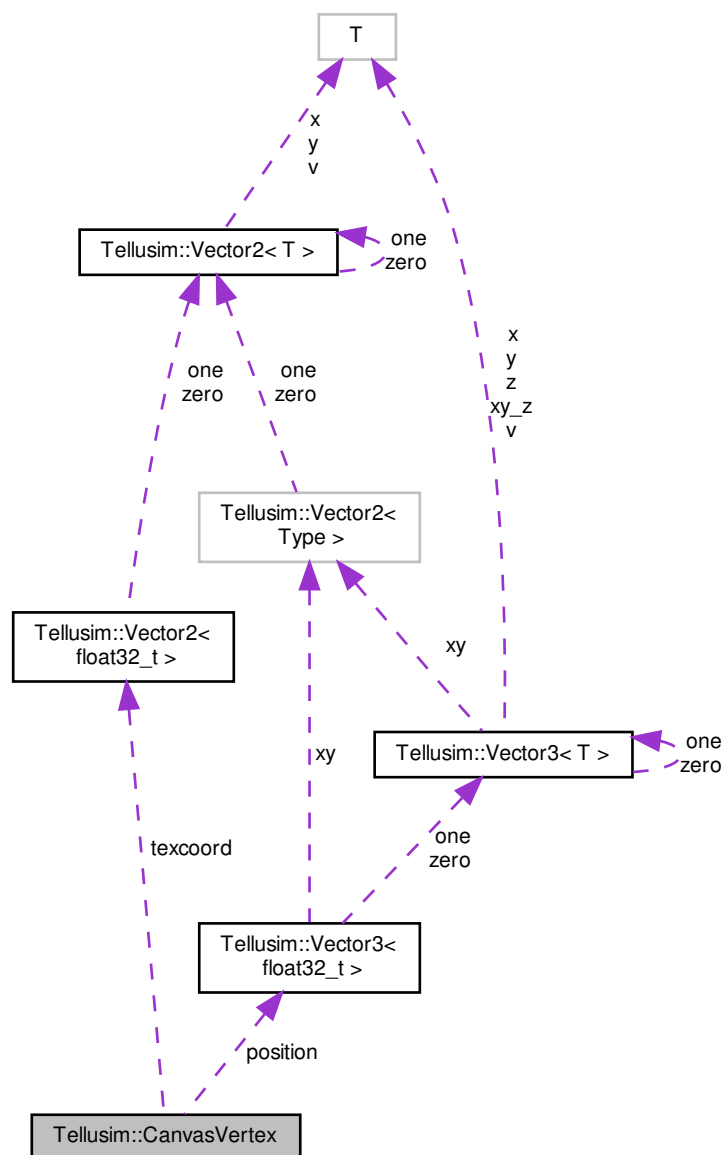 T
x
y
v
Tellusim::Vector2< T >
one
zero
x
y
z
xy_z
v
one
zero
one
zero
Tellusim::Vector2<
Type >
Tellusim::Vector2<
float32_t >
xy
Tellusim::Vector3< T >
one
zero
xy
texcoord
one
zero
Tellusim::Vector3<
float32_t >
position
Tellusim::CanvasVertex